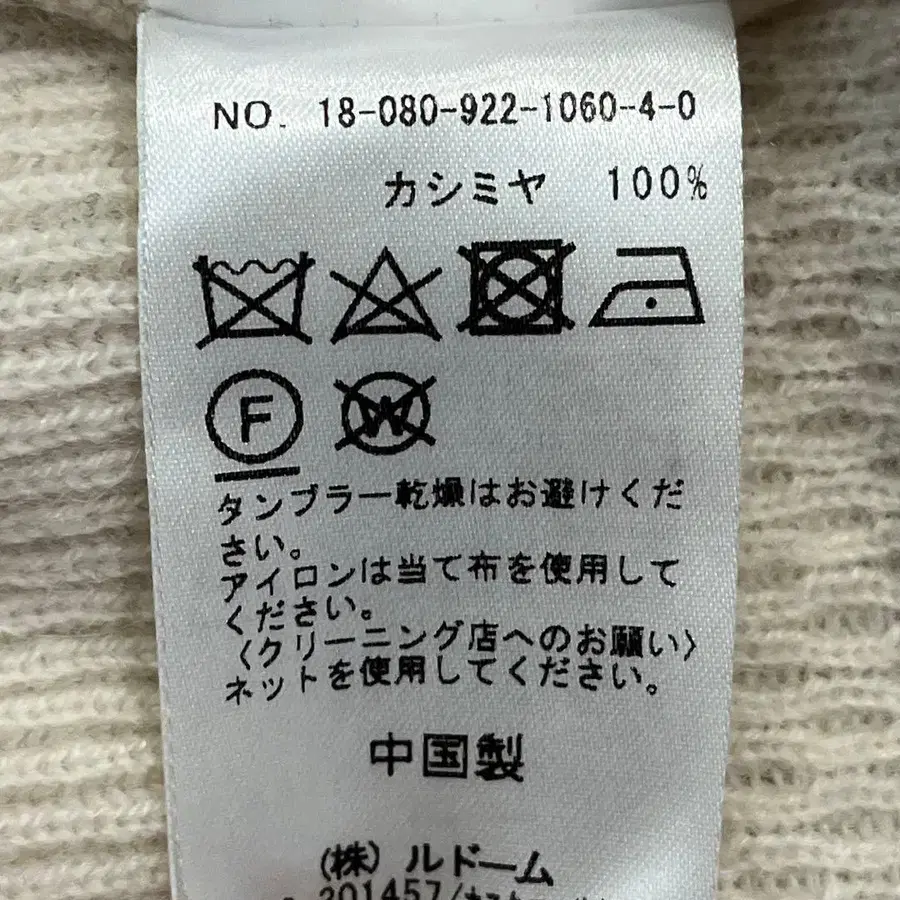 NO. 18-080-922-1060-4-0
カシミヤ 100%
F
W
タンブラー乾燥はお避けくだ
さい。
アイロンは当て布を使用して
ください。
〈クリーニング店へのお願い〉
ネットを使用してください。
中国製
(株) ルドーム
201457/